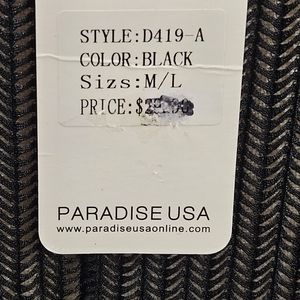 STYLE:D419-A
COLOR:BLACK
Sizs:M/L
PRICE:
PARADISE USA
www.paradiseusaonline.com